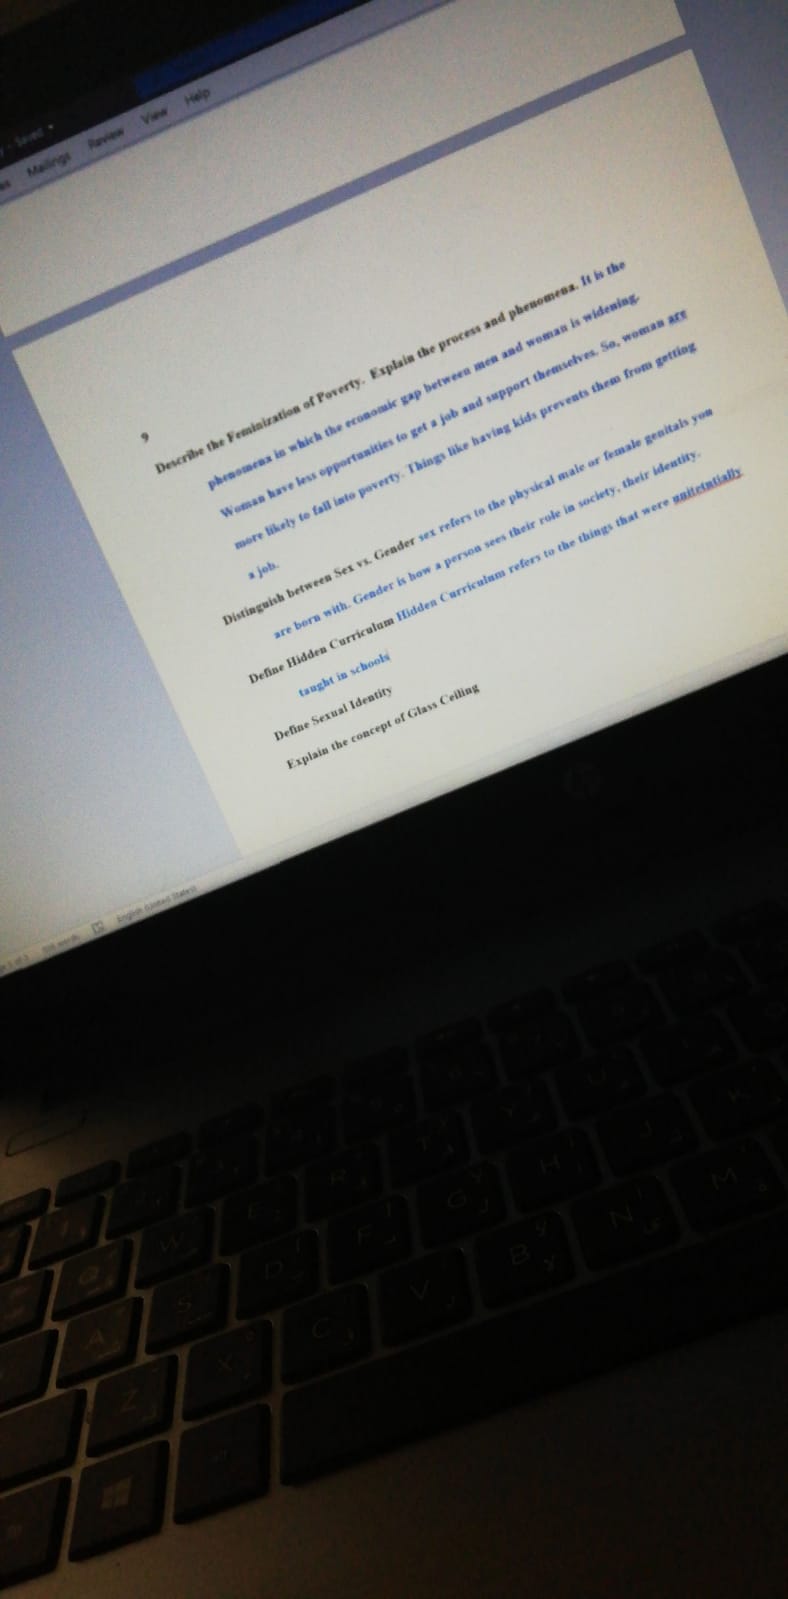 - Saved
Mailings Review View Help
9
Describe the Feminization of Poverty. Explain the process and phenomena. It is the
phenomena in which the economic gap between men and woman is widening.
Woman have less opportunities to get a job and support themselves. So, woman are
more likely to fall into poverty. Things like having kids prevents them from getting
a job.
Distinguish between Sex vs. Gender sex refers to the physical male or female genitals you
are born with. Gender is how a person sees their role in society, their identity.
Define Hidden Curriculum Hidden Curriculum refers to the things that were unitetntially
taught in schools
Define Sexual Identity
Explain the concept of Glass Ceiling
English (United States)
E R T Y U
Q W
A S D F G H J K
Z X C V B N M